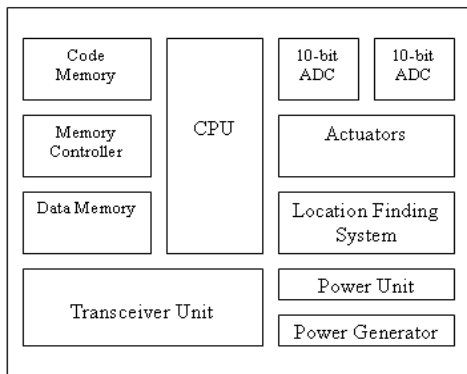 Code
Memory
CPU
10-bit
ADC
10-bit
ADC
Memory
Controller
Actuators
Data Memory
Location Finding
System
Transceiver Unit
Power Unit
Power Generator